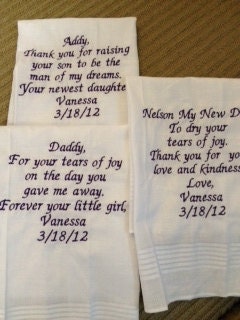 Addy,
Thank you for raising
your son to be the
man of my dreams.
Your newest daughte
Vanessa
3/18/12
Nelson My New D
To dry your
tears of joy.
Thank you for yo
love and kindness
Love,
Vanessa
3/18/12
Daddy,
For your tears of joy
on the day you
gave me away.
Forever your little girl,
Vanessa
3/18/12